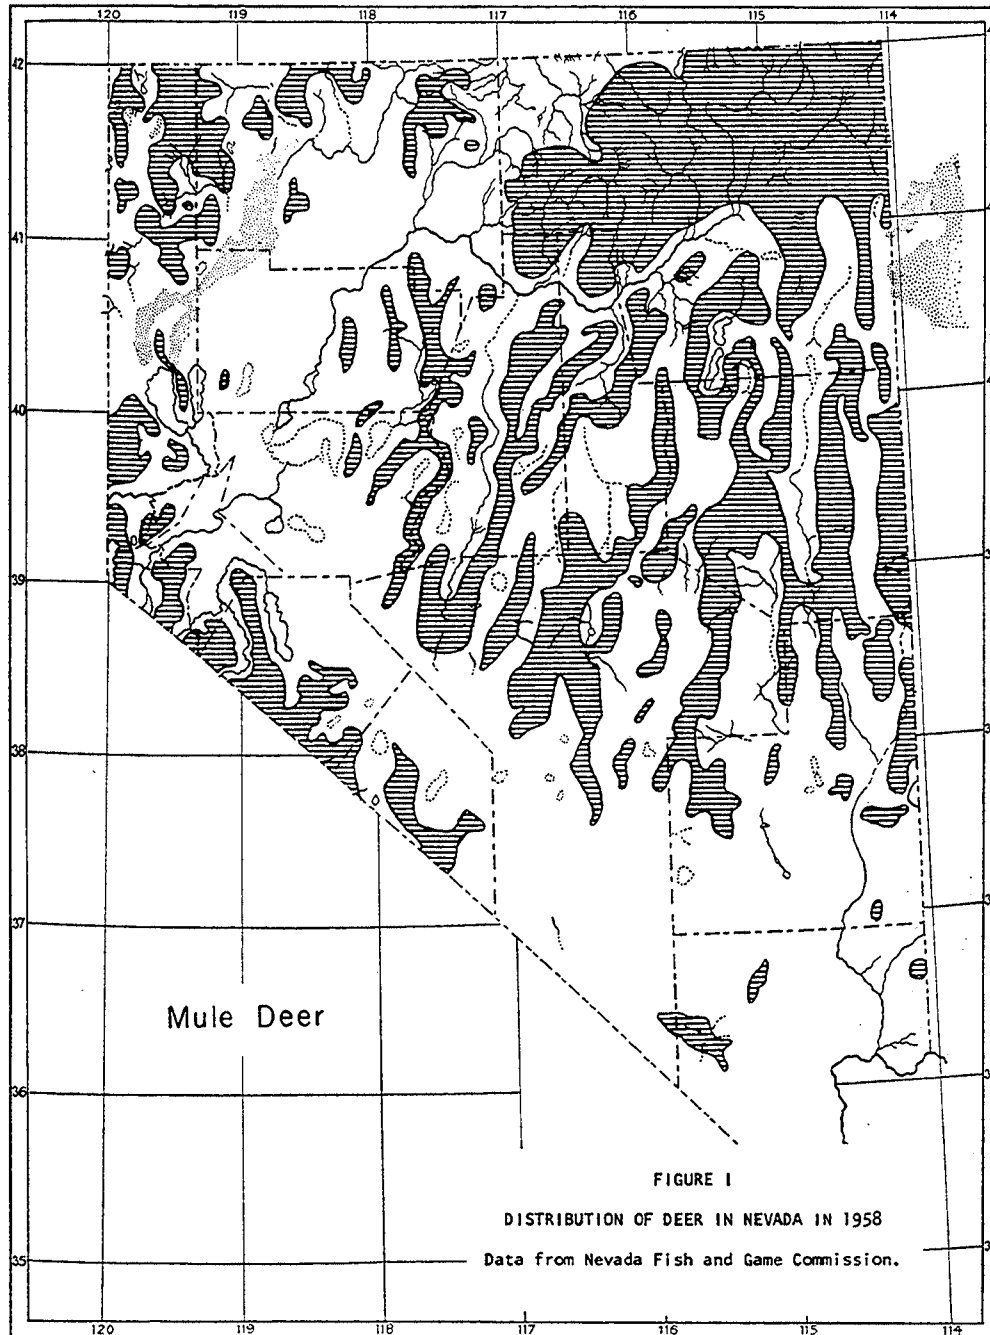 120 119 118 117 116 115 114
42
41
40
39
38
37
Mule Deer
36
FIGURE 1
DISTRIBUTION OF DEER IN NEVADA IN 1958
Data from Nevada Fish and Game Commission.
35
120 119 118 117 116 115 114